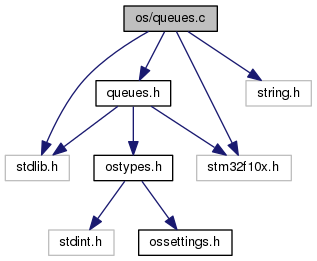 os/queues.c
queues.h
string.h
stdlib.h
ostypes.h
stm32f10x.h
stdint.h
ossettings.h